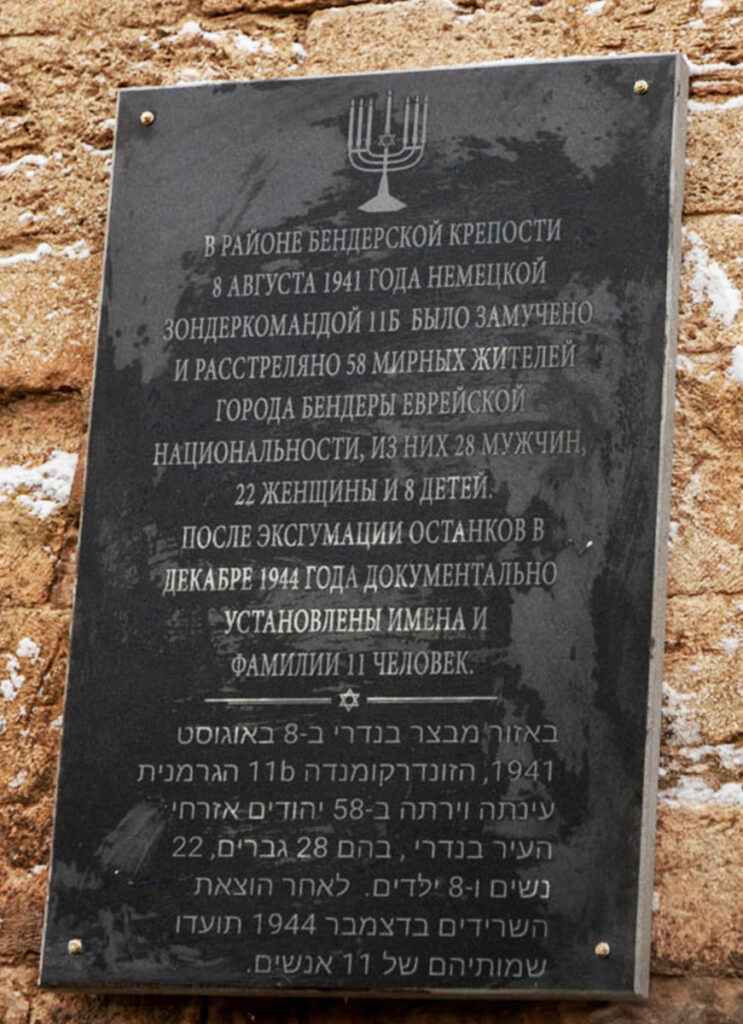 В РАЙОНЕ БЕНДЕРСКОЙ КРЕПОСТИ
8 АВГУСТА 1941 ГОДА НЕМЕЦКОЙ
ЗОНДЕРКОМАНДОЙ 11Б БЫЛО ЗАМУЧЕНО
И РАССТРЕЛЯНО 58 МИРНЫХ ЖИТЕЛЕЙ
ГОРОДА БЕНДЕРЫ ЕВРЕЙСКОЙ
НАЦИОНАЛЬНОСТИ, ИЗ НИХ 28 МУЖЧИН,
22 ЖЕНЩИНЫ И 8 ДЕТЕЙ.
ПОСЛЕ ЭКСГУМАЦИИ ОСТАНКОВ В
ДЕКАБРЕ 1944 ГОДА ДОКУМЕНТАЛЬНО
УСТАНОВЛЕНЫ ИМЕНА И
ФАМИЛИИ 11 ЧЕЛОВЕК.
באזור מבצר בנדרי ב-8 באוגוסט
1941, הזונדרקומנדה 11b הגרמנית
עינתה וירתה ב-58 יהודים אזרחי
העיר בנדרי, בהם 28 גברים, 22
נשים ו-8 ילדים. לאחר הוצאת
השרידים בדצמבר 1944 תועדו
שמותיהם של 11 אנשים.